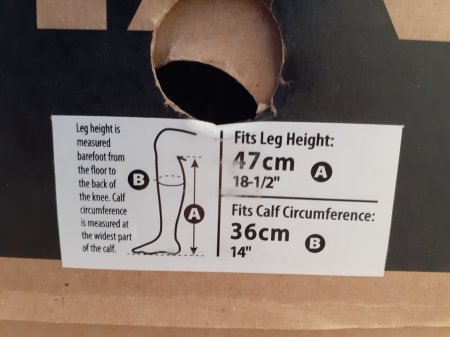 Leg height is
measured
barefoot from
the floor to
the back of
the knee. Calf
circumference
is measured at
the widest part
of the calf.
B
A
Fits Leg Height:
47cm A
18-1/2"
Fits Calf Circumference:
36cm B
14"